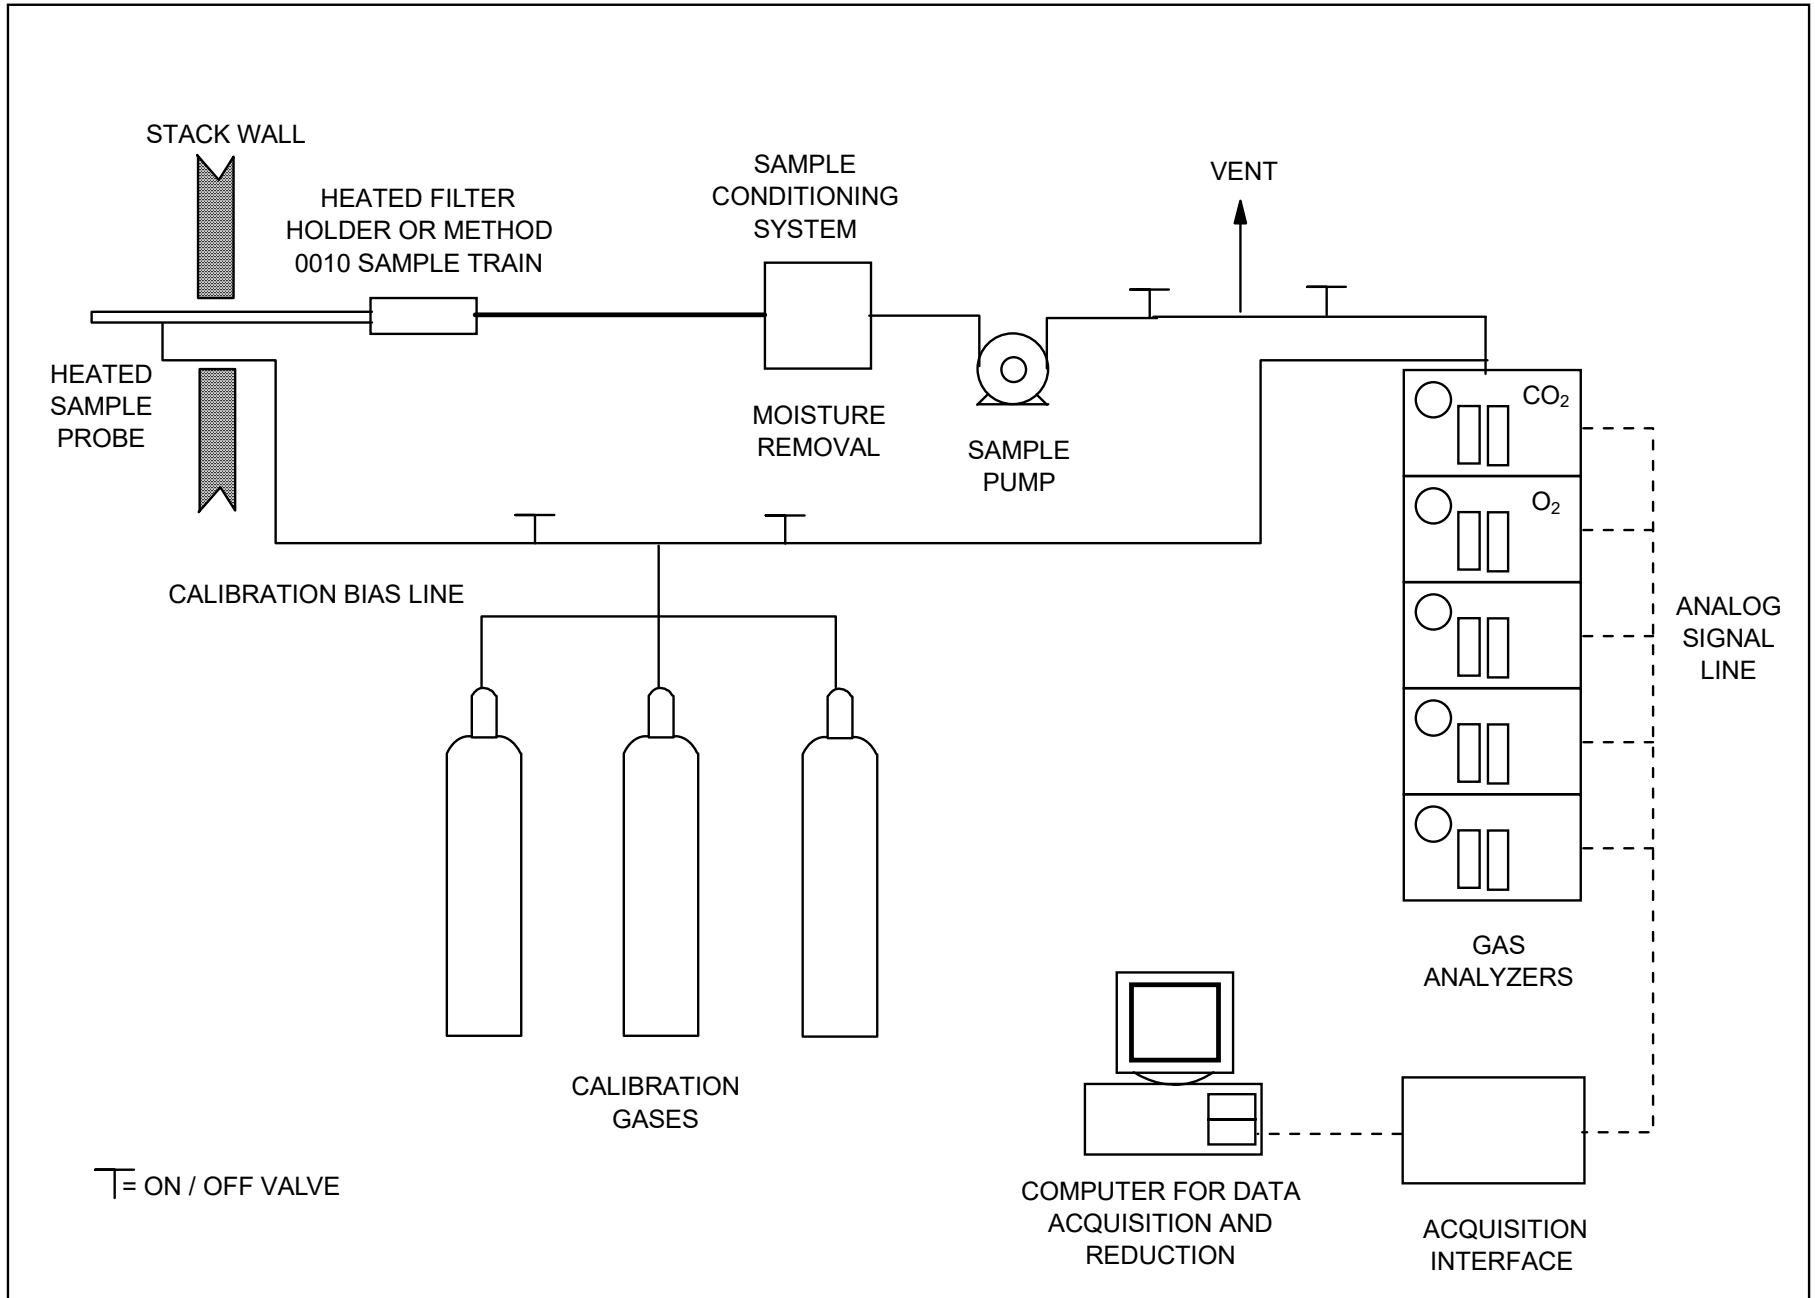 STACK WALL
HEATED FILTER
HOLDER OR METHOD
0010 SAMPLE TRAIN
SAMPLE
CONDITIONING
SYSTEM
VENT
HEATED
SAMPLE
PROBE
MOISTURE
REMOVAL
SAMPLE
PUMP
CO₂
O₂
CALIBRATION BIAS LINE
ANALOG
SIGNAL
LINE
GAS
ANALYZERS
CALIBRATION
GASES
= ON / OFF VALVE
COMPUTER FOR DATA
ACQUISITION AND
REDUCTION
ACQUISITION
INTERFACE